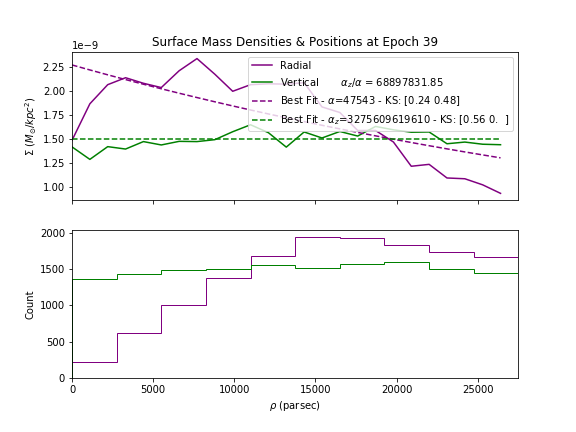 Surface Mass Densities & Positions at Epoch 39
1e−9
2.25
2.00
1.75
1.50
1.25
1.00
Σ (M⊙/kpc²)
Radial
Vertical α_z/α = 68897831.85
Best Fit - α=47543 - KS: [0.24 0.48]
Best Fit - α_z=3275609619610 - KS: [0.56 0. ]
2000
1500
1000
500
0
Count
0 5000 10000 15000 20000 25000
ρ (parsec)